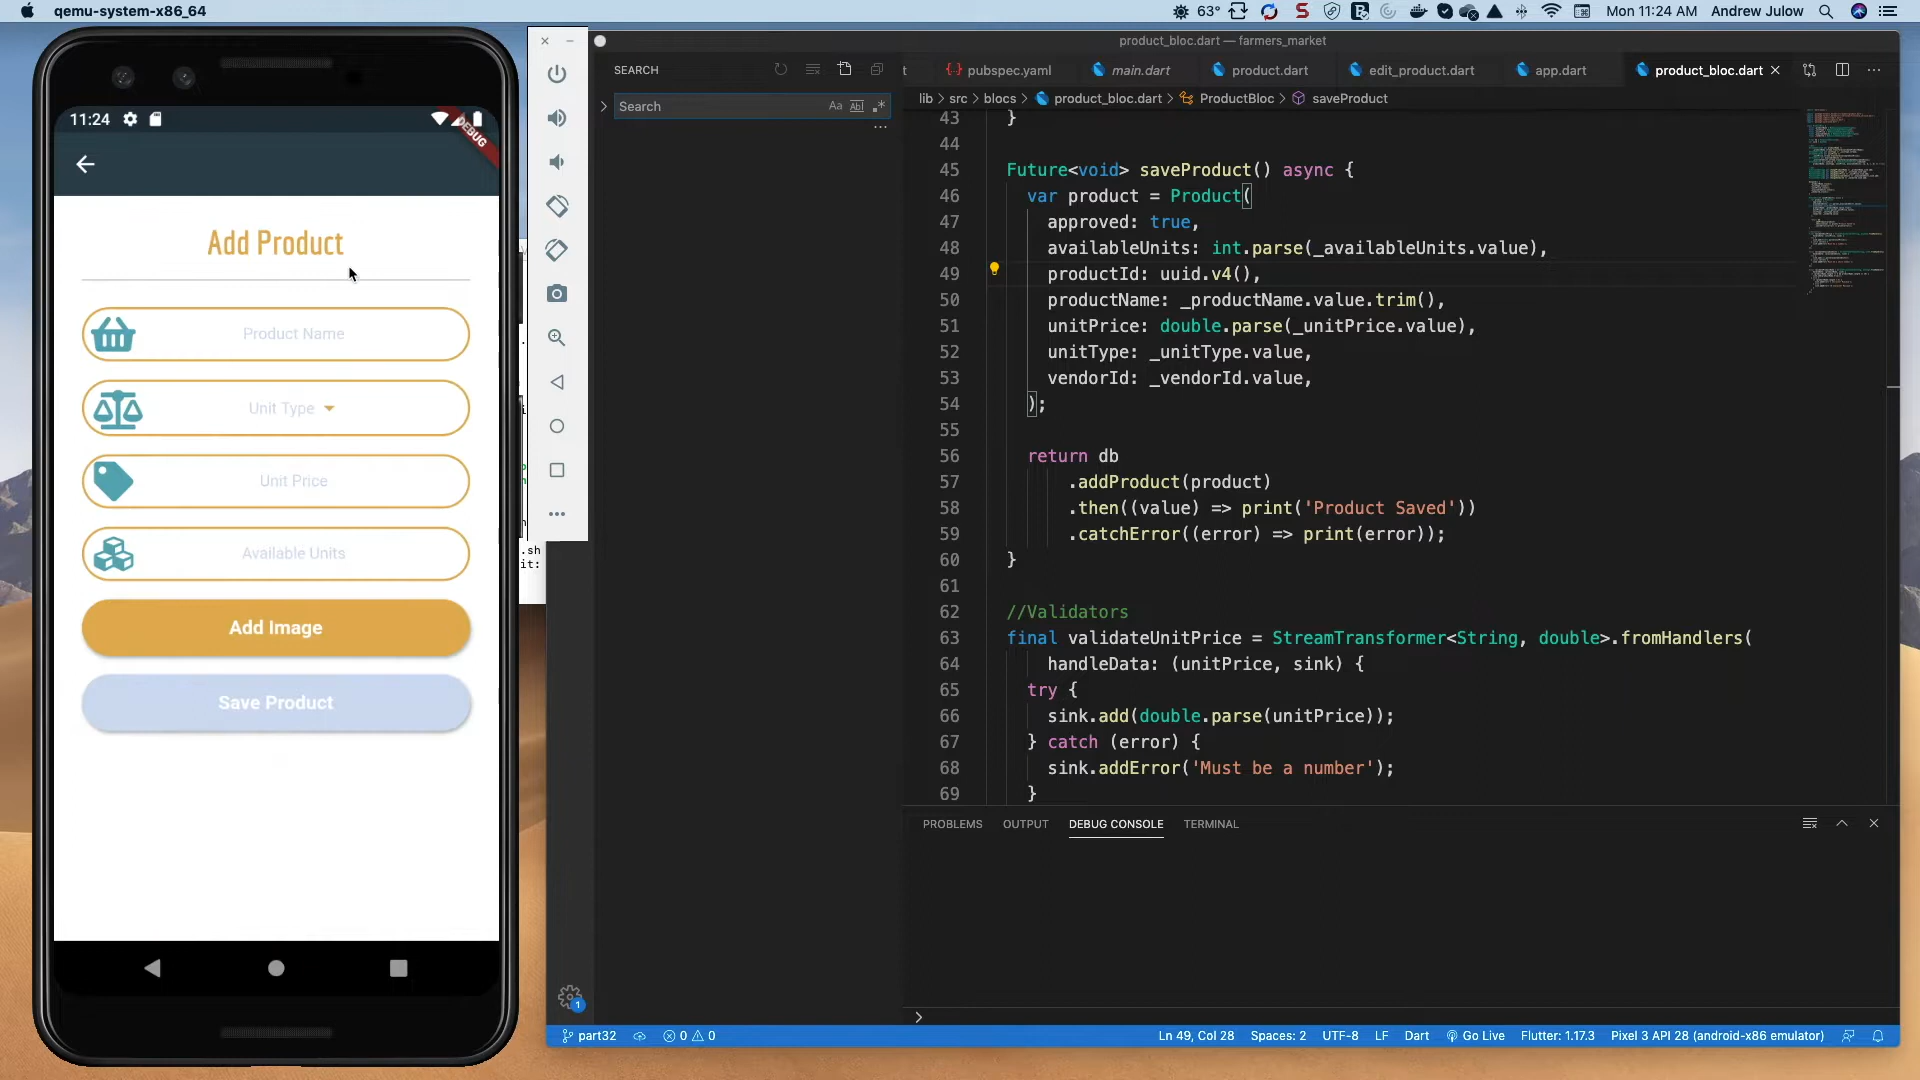 qemu-system-x86_64
63°
Mon 11:24 AM
Andrew Julow
11:24
DEBUG
Add Product
Product Name
Unit Type
Unit Price
Available Units
Add Image
Save Product
.sh
it:
product_bloc.dart — farmers_market
SEARCH
Search
Aa
t
pubspec.yaml
main.dart
product.dart
edit_product.dart
app.dart
product_bloc.dart
lib > src > blocs > product_bloc.dart > ProductBloc > saveProduct
43 }
44
45 Future<void> saveProduct() async {
46 var product = Product(
47 approved: true,
48 availableUnits: int.parse(_availableUnits.value),
49 productId: uuid.v4(),
50 productName: _productName.value.trim(),
51 unitPrice: double.parse(_unitPrice.value),
52 unitType: _unitType.value,
53 vendorId: _vendorId.value,
54 );
55
56 return db
57 .addProduct(product)
58 .then((value) => print('Product Saved'))
59 .catchError((error) => print(error));
60 }
61
62 //Validators
63 final validateUnitPrice = StreamTransformer<String, double>.fromHandlers(
64 handleData: (unitPrice, sink) {
65 try {
66 sink.add(double.parse(unitPrice));
67 } catch (error) {
68 sink.addError('Must be a number');
69 }
PROBLEMS
OUTPUT
DEBUG CONSOLE
TERMINAL
>
1
part32
0
0
Ln 49, Col 28
Spaces: 2
UTF-8
LF
Dart
Go Live
Flutter: 1.17.3
Pixel 3 API 28 (android-x86 emulator)